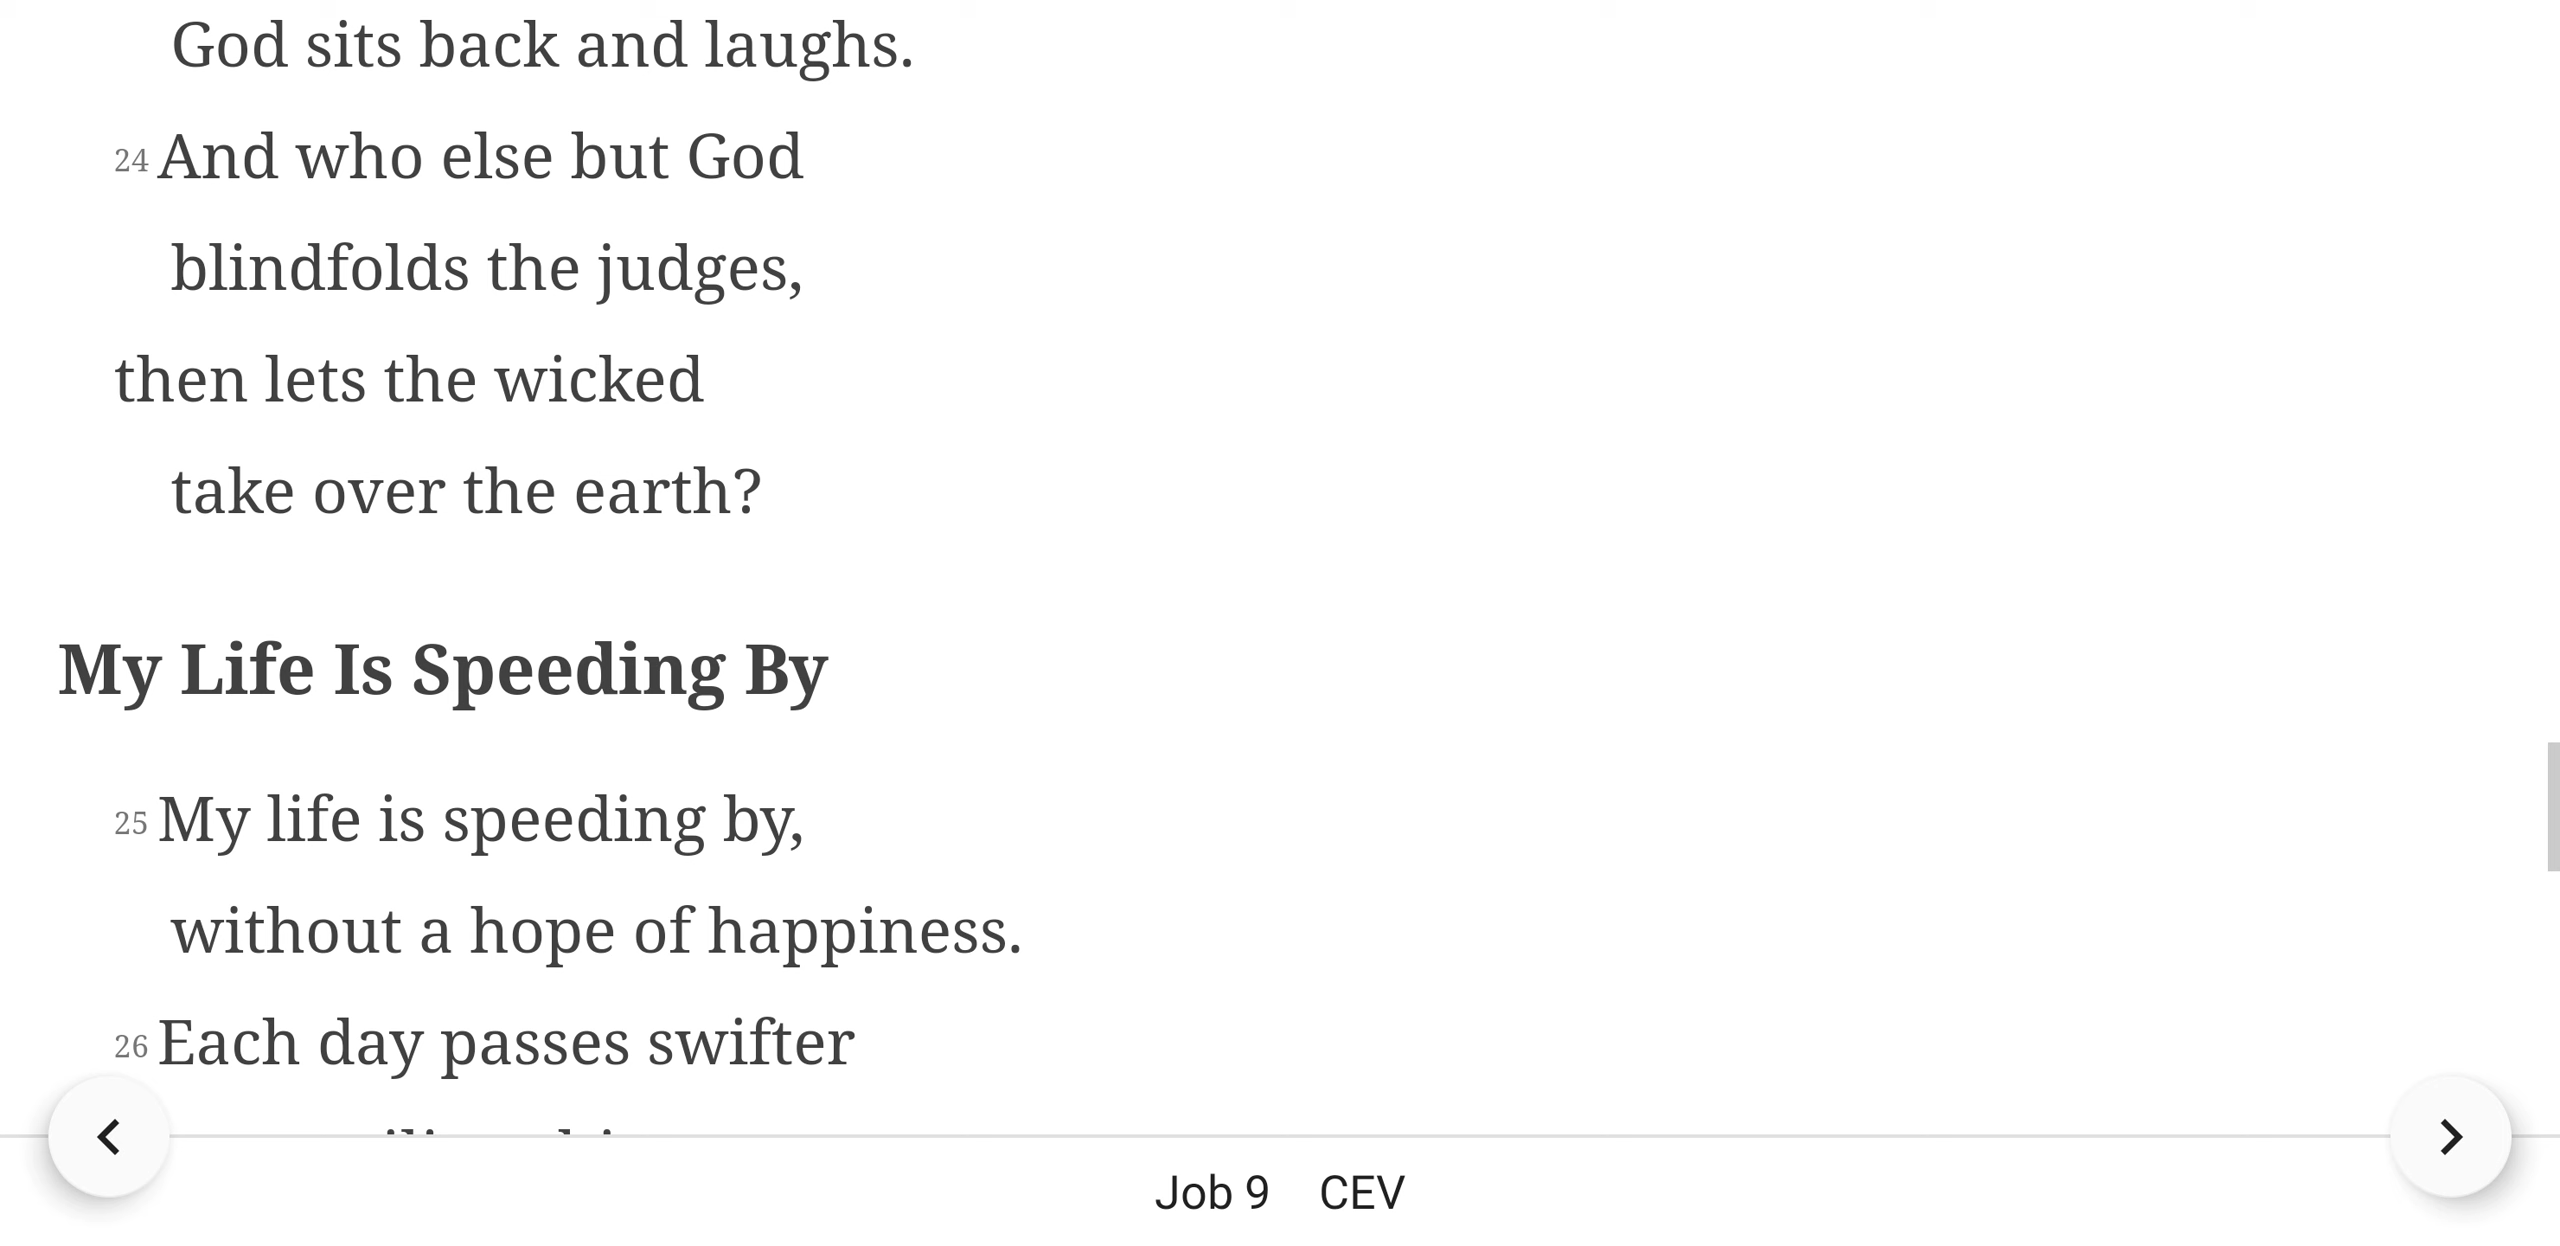 God sits back and laughs.
24 And who else but God
blindfolds the judges,
then lets the wicked
take over the earth?
My Life Is Speeding By
25 My life is speeding by,
without a hope of happiness.
26 Each day passes swifter
Job 9 CEV